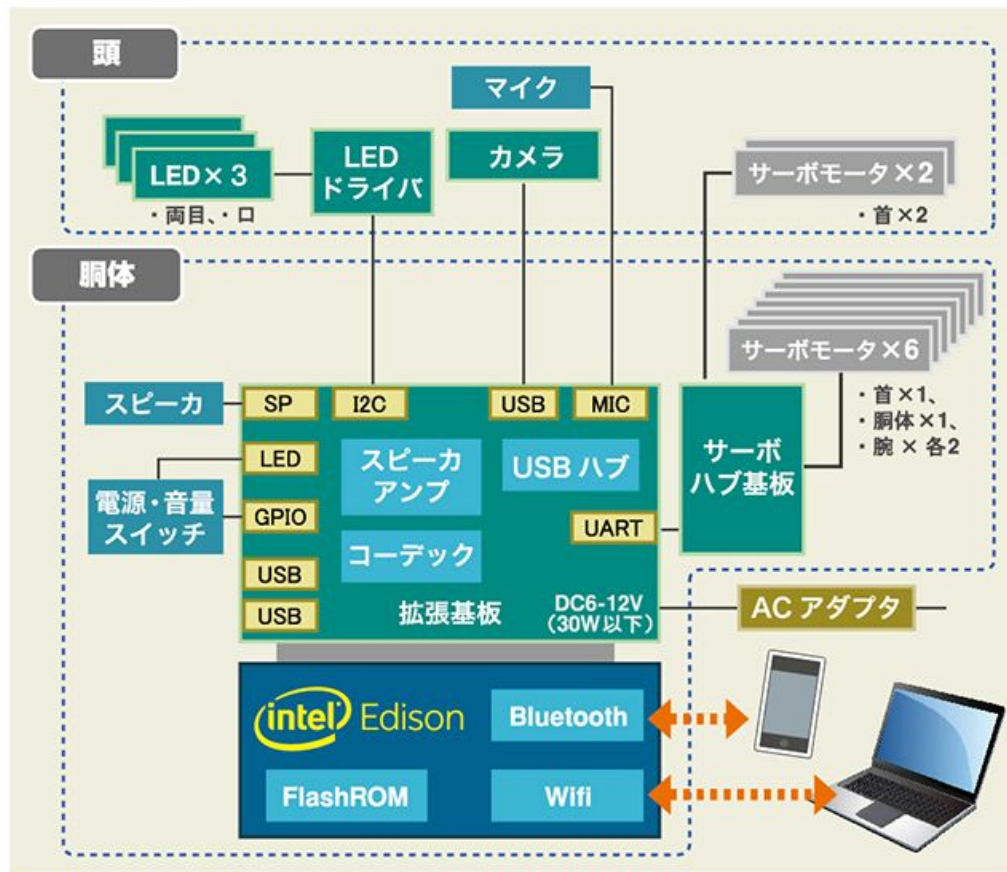 頭
マイク
LED×3
LED
ドライバ
カメラ
サーボモータ×2
・両目、・口
・首×2
胴体
サーボモータ×6
・首×1、
・胴体×1、
・腕 × 各2
スピーカ
SP
I2C
USB
MIC
LED
スピーカ
アンプ
USB ハブ
サーボ
ハブ基板
電源・音量
スイッチ
GPIO
UART
コーデック
USB
USB
拡張基板
DC6-12V
(30W以下)
AC アダプタ
intel Edison
Bluetooth
FlashROM
Wifi